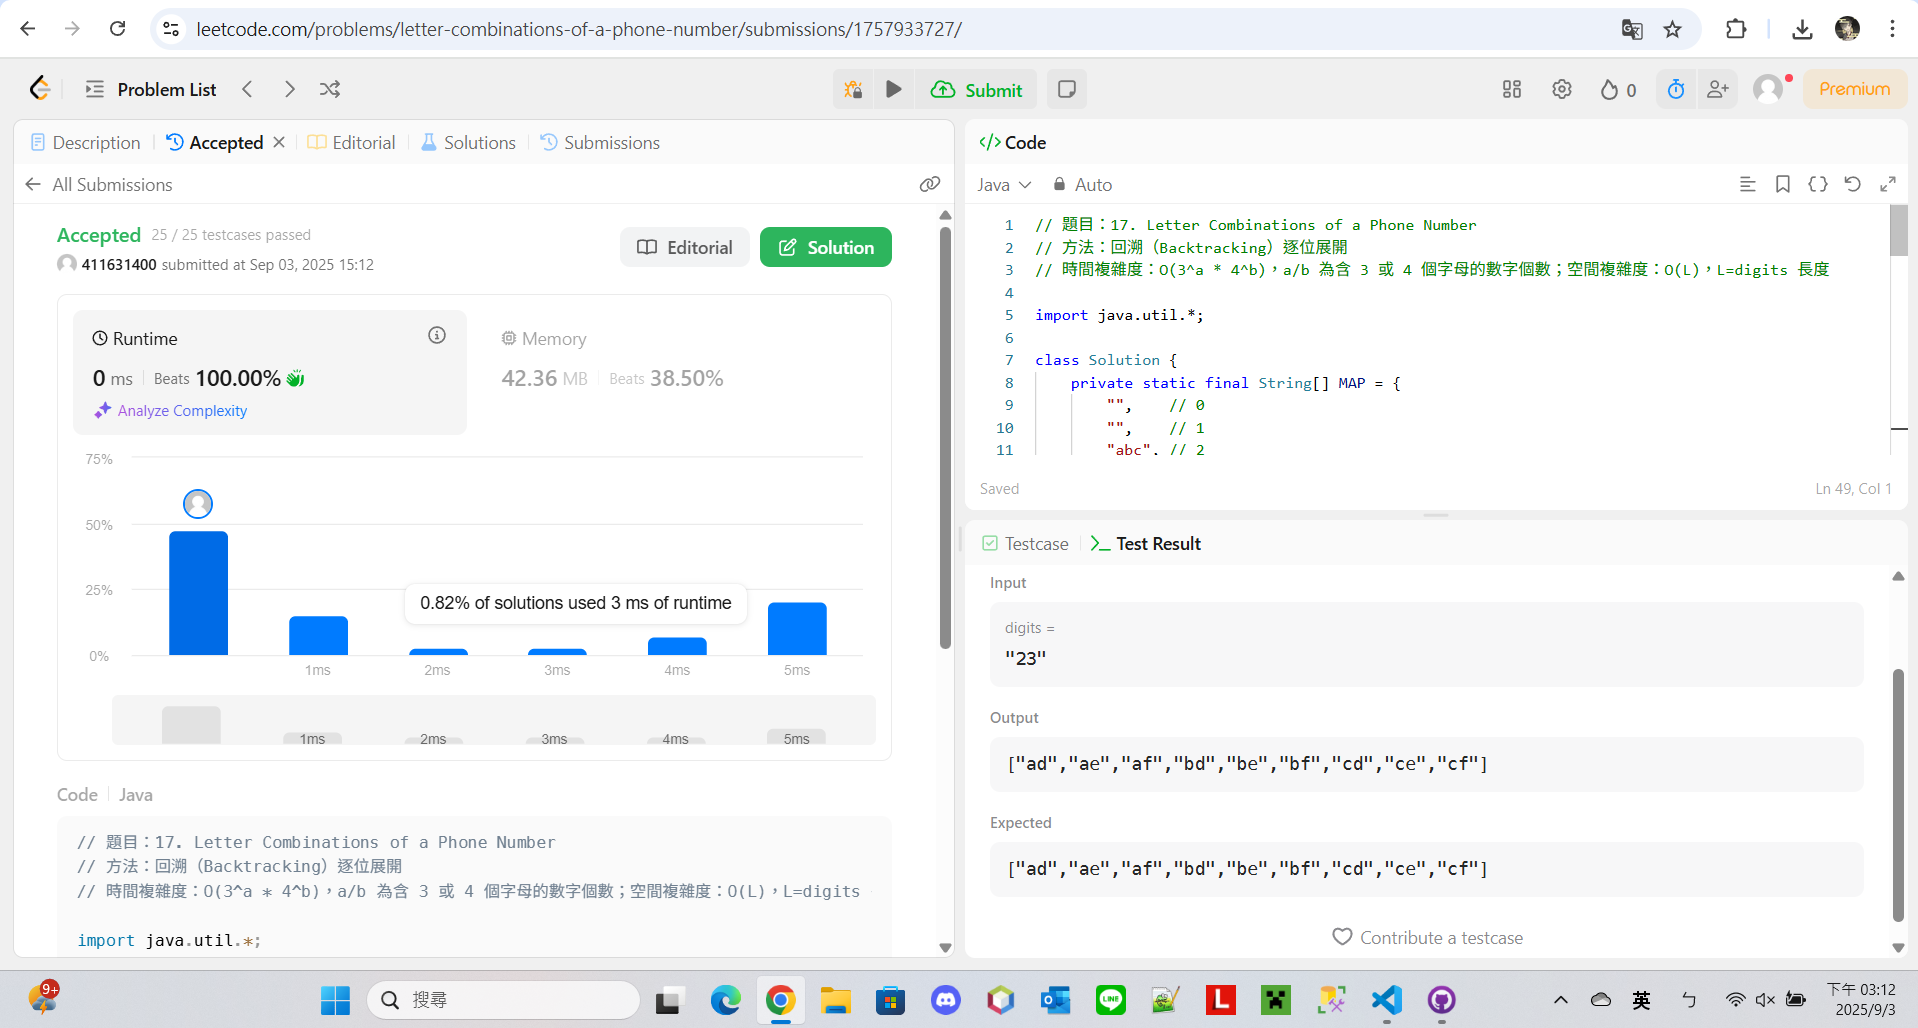 leetcode.com/problems/letter-combinations-of-a-phone-number/submissions/1757933727/
Problem List
Submit
0
Premium
Description
Accepted
Editorial
Solutions
Submissions
All Submissions
Accepted 25 / 25 testcases passed
411631400 submitted at Sep 03, 2025 15:12
Editorial
Solution
Runtime
0 ms Beats 100.00%
Analyze Complexity
Memory
42.36 MB Beats 38.50%
75%
50%
25%
0%
0.82% of solutions used 3 ms of runtime
1ms 2ms 3ms 4ms 5ms
1ms 2ms 3ms 4ms 5ms
Code Java
// 題目：17. Letter Combinations of a Phone Number
// 方法：回溯（Backtracking）逐位展開
// 時間複雜度：O(3^a * 4^b)，a/b 為含 3 或 4 個字母的數字個數；空間複雜度：O(L)，L=digits
import java.util.*;
Code
Java Auto
1 // 題目：17. Letter Combinations of a Phone Number
2 // 方法：回溯（Backtracking）逐位展開
3 // 時間複雜度：O(3^a * 4^b)，a/b 為含 3 或 4 個字母的數字個數；空間複雜度：O(L)，L=digits 長度
4
5 import java.util.*;
6
7 class Solution {
8 private static final String[] MAP = {
9 "", // 0
10 "", // 1
11 "abc", // 2
Saved
Ln 49, Col 1
Testcase
Test Result
Input
digits =
"23"
Output
["ad","ae","af","bd","be","bf","cd","ce","cf"]
Expected
["ad","ae","af","bd","be","bf","cd","ce","cf"]
Contribute a testcase
9+
搜尋
LINE
L
英
ㄅ
下午 03:12
2025/9/3